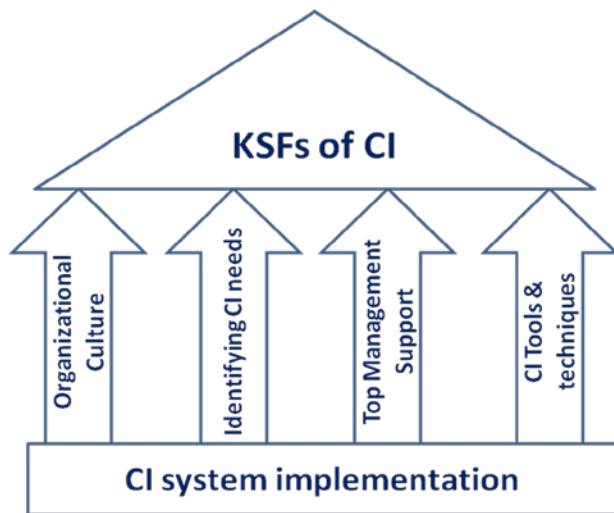 KSFs of CI
Organizational
Culture
Identifying CI needs
Top Management
Support
CI Tools &
techniques
CI system implementation